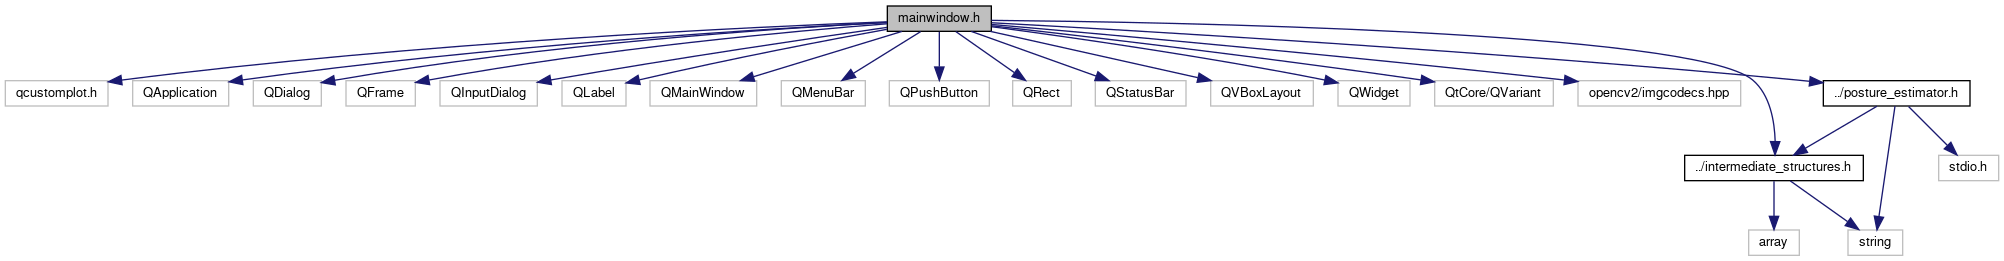 mainwindow.h
qcustomplot.h
QApplication
QDialog
QFrame
QInputDialog
QLabel
QMainWindow
QMenuBar
QPushButton
QRect
QStatusBar
QVBoxLayout
QWidget
QtCore/QVariant
opencv2/imgcodecs.hpp
../posture_estimator.h
../intermediate_structures.h
stdio.h
array
string